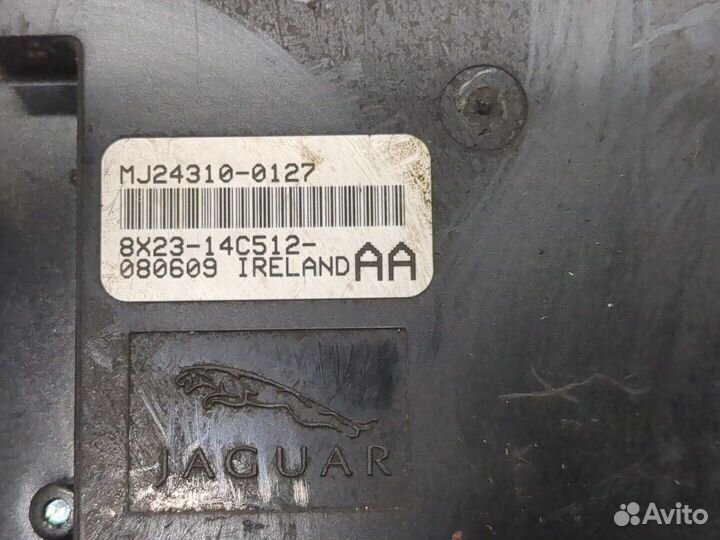 MJ24310-0127
8X23-14C512-
080609 IRELAND AA
JAGUAR
Avito